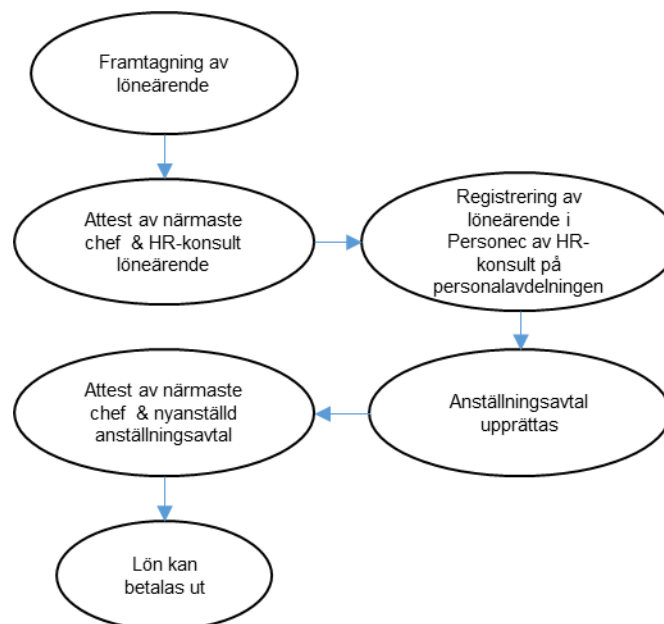 Framtagning av
löneärende
Attest av närmaste
chef & HR-konsult
löneärende
Registrering av
löneärende i
Personec av HR-
konsult på
personalavdelningen
Anställningsavtal
upprättas
Attest av närmaste
chef & nyanställd
anställningsavtal
Lön kan
betalas ut